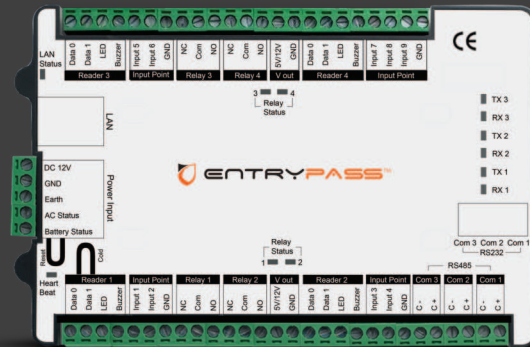 LAN Status
Data 0 Data 1 LED Buzzer Input 5 Input 6 GND NC Com NO NC Com NO 5V/12V GND Data 0 Data 1 LED Buzzer Input 7 Input 8 Input 9 GND
Reader 3 Input Point Relay 3 Relay 4 V out Reader 4 Input Point
CE
3 4
Relay Status
LAN
TX 3
RX 3
TX 2
RX 2
TX 1
RX 1
ENTRYPASS™
DC 12V
GND
Earth
AC Status
Battery Status
Power Input
Com 3 Com 2 Com 1
RS232
RS485
Reset
Cold
Heart Beat
Relay Status
1 2
Reader 1 Input Point Relay 1 Relay 2 V out Reader 2 Input Point Com 3 Com 2 Com 1
Data 0 Data 1 LED Buzzer Input 1 Input 2 GND NC Com NO NC Com NO 5V/12V GND Data 0 Data 1 LED Buzzer Input 3 Input 4 GND C - C + C - C + C - C +